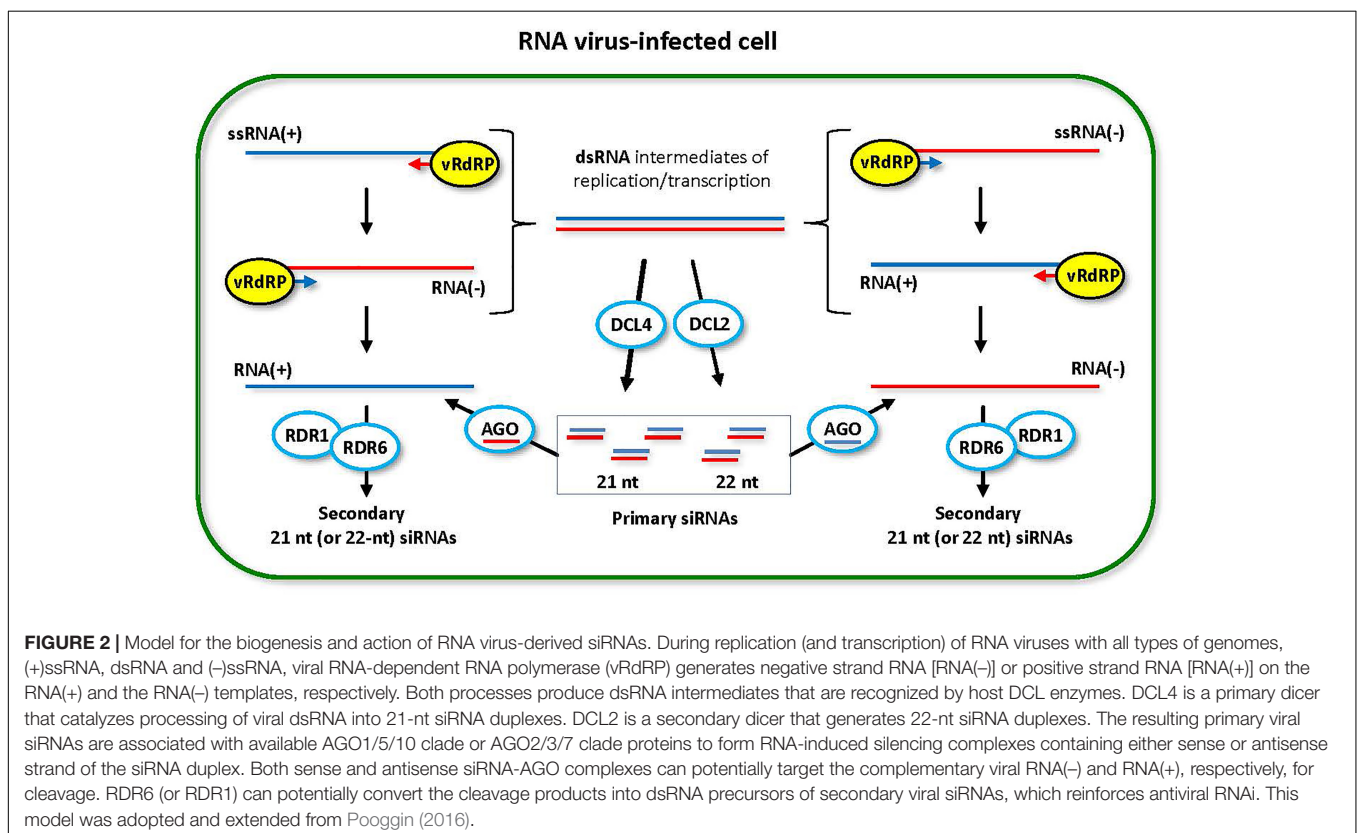 RNA virus-infected cell
ssRNA(+)
vRdRP
vRdRP
RNA(-)
RNA(+)
RDR1
RDR6
Secondary
21 nt (or 22-nt) siRNAs
dsRNA intermediates of
replication/transcription
DCL4
DCL2
AGO
AGO
21 nt
22 nt
Primary siRNAs
ssRNA(-)
vRdRP
RNA(+)
vRdRP
RNA(-)
RDR6
RDR1
Secondary
21 nt (or 22 nt) siRNAs
FIGURE 2 | Model for the biogenesis and action of RNA virus-derived siRNAs. During replication (and transcription) of RNA viruses with all types of genomes,
(+)ssRNA, dsRNA and (–)ssRNA, viral RNA-dependent RNA polymerase (vRdRP) generates negative strand RNA [RNA(–)] or positive strand RNA [RNA(+)] on the
RNA(+) and the RNA(–) templates, respectively. Both processes produce dsRNA intermediates that are recognized by host DCL enzymes. DCL4 is a primary dicer
that catalyzes processing of viral dsRNA into 21-nt siRNA duplexes. DCL2 is a secondary dicer that generates 22-nt siRNA duplexes. The resulting primary viral
siRNAs are associated with available AGO1/5/10 clade or AGO2/3/7 clade proteins to form RNA-induced silencing complexes containing either sense or antisense
strand of the siRNA duplex. Both sense and antisense siRNA-AGO complexes can potentially target the complementary viral RNA(–) and RNA(+), respectively, for
cleavage. RDR6 (or RDR1) can potentially convert the cleavage products into dsRNA precursors of secondary viral siRNAs, which reinforces antiviral RNAi. This
model was adopted and extended from Pooggin (2016).